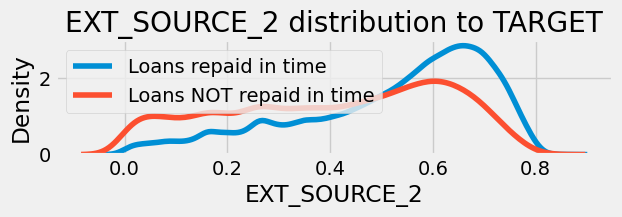 EXT_SOURCE_2 distribution to TARGET
Density
2
0
Loans repaid in time
Loans NOT repaid in time
0.0 0.2 0.4 0.6 0.8
EXT_SOURCE_2